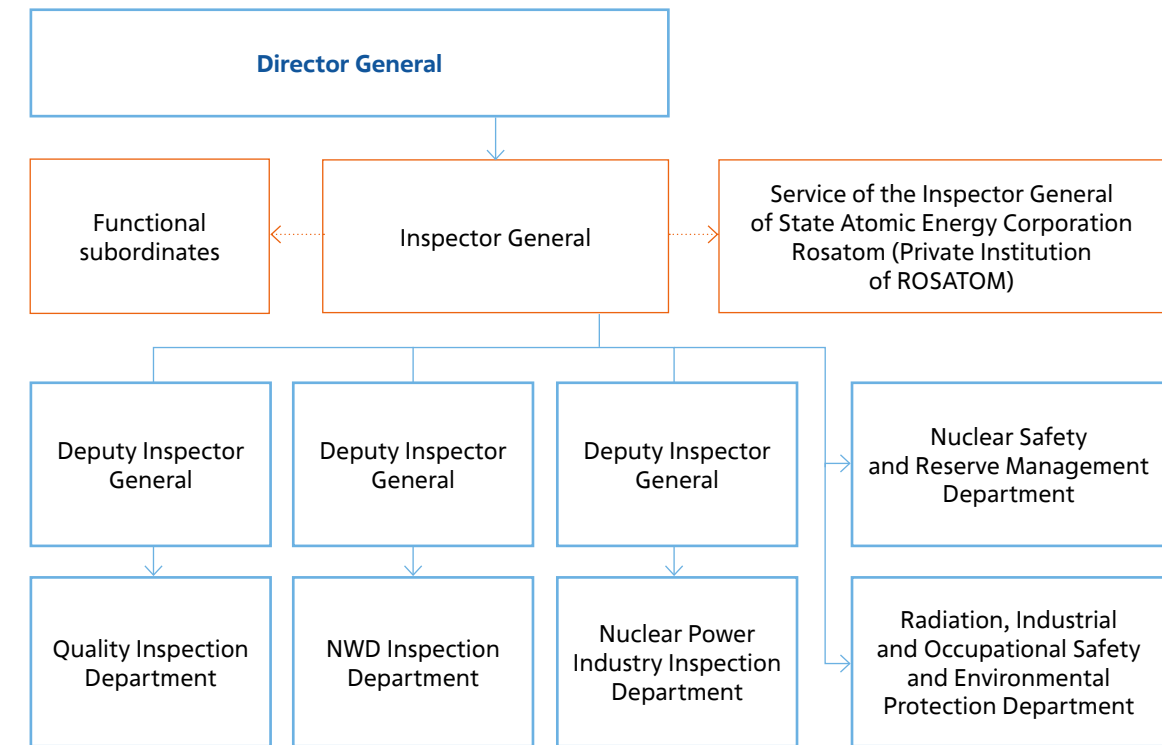 Director General
Functional
subordinates
Inspector General
Service of the Inspector General
of State Atomic Energy Corporation
Rosatom (Private Institution
of ROSATOM)
Deputy Inspector
General
Deputy Inspector
General
Deputy Inspector
General
Nuclear Safety
and Reserve Management
Department
Quality Inspection
Department
NWD Inspection
Department
Nuclear Power
Industry Inspection
Department
Radiation, Industrial
and Occupational Safety
and Environmental
Protection Department